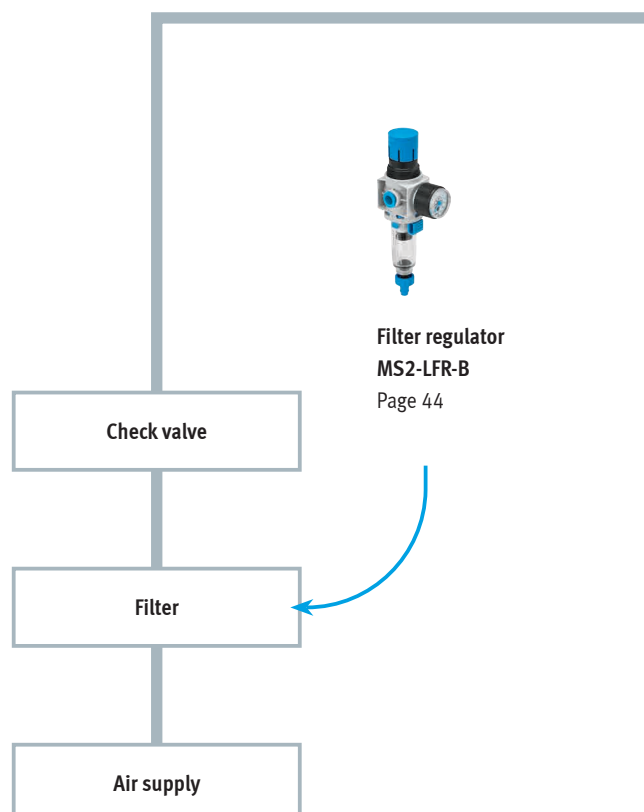 Filter regulator
MS2-LFR-B
Page 44
Check valve
Filter
Air supply